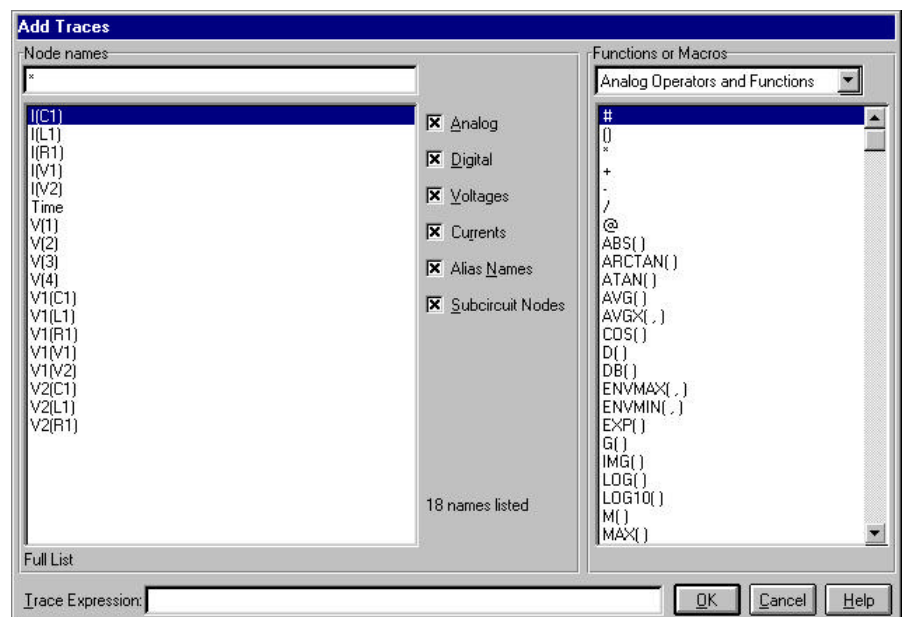 Add Traces
Node names
*
I(C1)
I(L1)
I(R1)
I(V1)
I(V2)
Time
V(1)
V(2)
V(3)
V(4)
V1(C1)
V1(L1)
V1(R1)
V1(V1)
V1(V2)
V2(C1)
V2(L1)
V2(R1)
Full List
Analog
Digital
Voltages
Currents
Alias Names
Subcircuit Nodes
18 names listed
Functions or Macros
Analog Operators and Functions
#
()
*
+
-
/
@
ABS( )
ARCTAN( )
ATAN( )
AVG( )
AVGX( , )
COS( )
D( )
DB( )
ENVMAX( , )
ENVMIN( , )
EXP( )
G( )
IMG( )
LOG( )
LOG10( )
M( )
MAX( )
Trace Expression:
OK
Cancel
Help